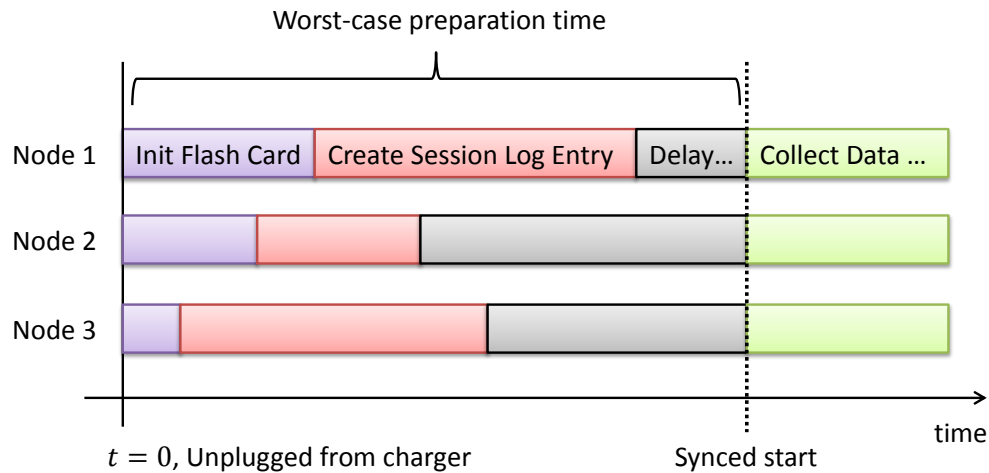 Worst-case preparation time
Node 1
Init Flash Card
Create Session Log Entry
Delay...
Collect Data ...
Node 2
Node 3
time
t = 0, Unplugged from charger
Synced start